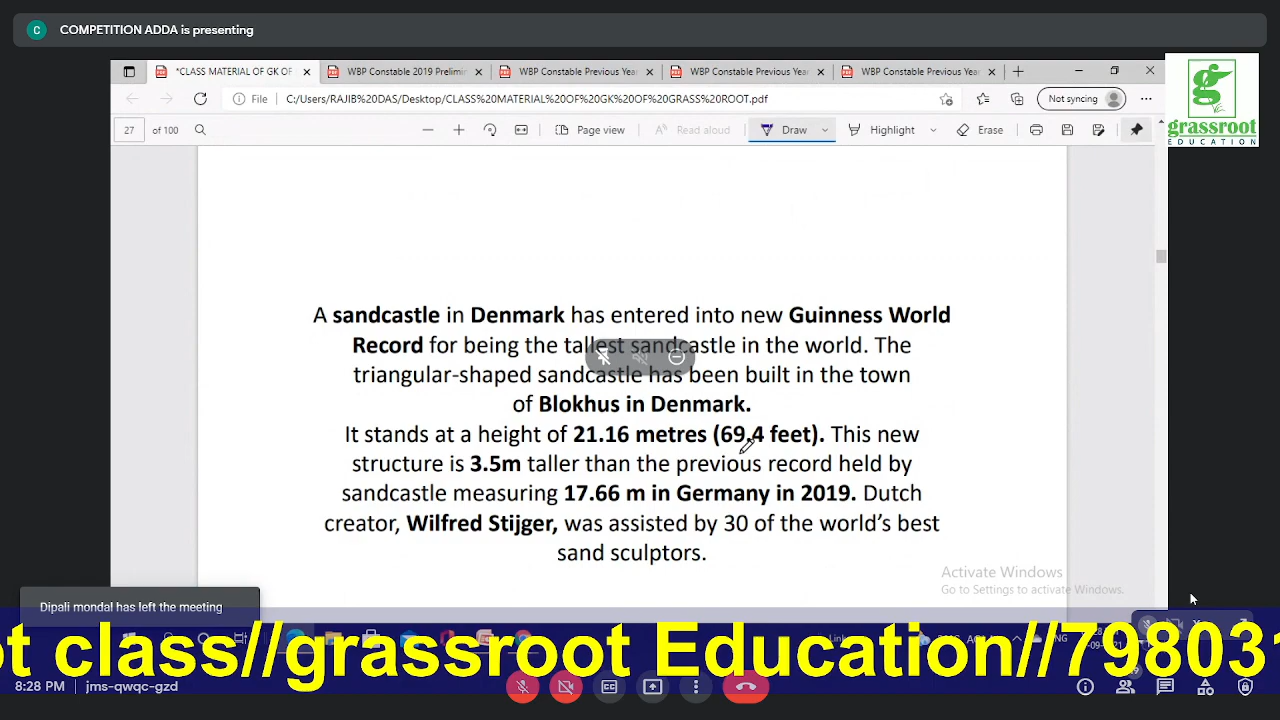 C COMPETITION ADDA is presenting
*CLASS MATERIAL OF GK OF
WBP Constable 2019 Prelimi
WBP Constable Previous Yea
WBP Constable Previous Yea
WBP Constable Previous Yea
File C:/Users/RAJIB%20DAS/Desktop/CLASS%20MATERIAL%20OF%20GK%20OF%20GRASS%20ROOT.pdf Not syncing
27 of 100 Page view Read aloud Draw Highlight Erase
grassroot
EDUCATION
A sandcastle in Denmark has entered into new Guinness World
Record for being the tallest sandcastle in the world. The
triangular-shaped sandcastle has been built in the town
of Blokhus in Denmark.
It stands at a height of 21.16 metres (69.4 feet). This new
structure is 3.5m taller than the previous record held by
sandcastle measuring 17.66 m in Germany in 2019. Dutch
creator, Wilfred Stijger, was assisted by 30 of the world's best
sand sculptors.
Activate Windows
Go to Settings to activate Windows.
Dipali mondal has left the meeting
ot class//grassroot Education//798031
8:28 PM jms-qwqc-gzd